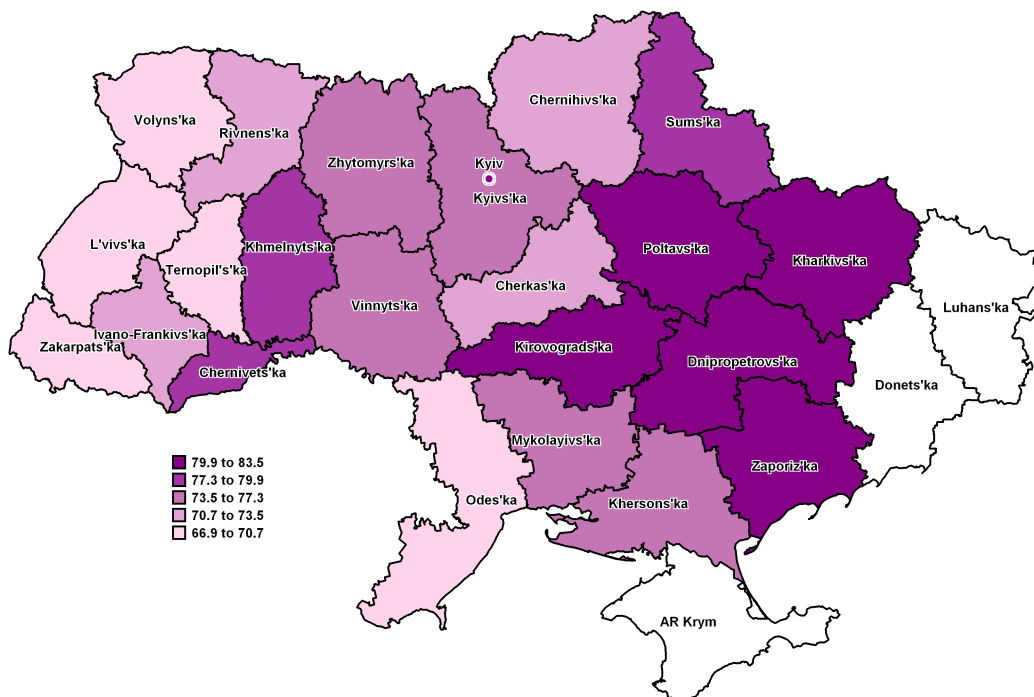 Chernihivs'ka
Volyns'ka
Sums'ka
Rivnens'ka
Zhytomyrs'ka
Kyiv
Kyivs'ka
L'vivs'ka
Khmelnyts'ka
Poltavs'ka
Kharkivs'ka
Ternopil's'ka
Cherkas'ka
Vinnyts'ka
Luhans'ka
Ivano-Frankivs'ka
Zakarpats'ka
Kirovograds'ka
Dnipropetrovs'ka
Chernivets'ka
Donets'ka
Mykolayivs'ka
Zaporiz'ka
Odes'ka
Khersons'ka
79.9 to 83.5
77.3 to 79.9
73.5 to 77.3
70.7 to 73.5
66.9 to 70.7
AR Krym